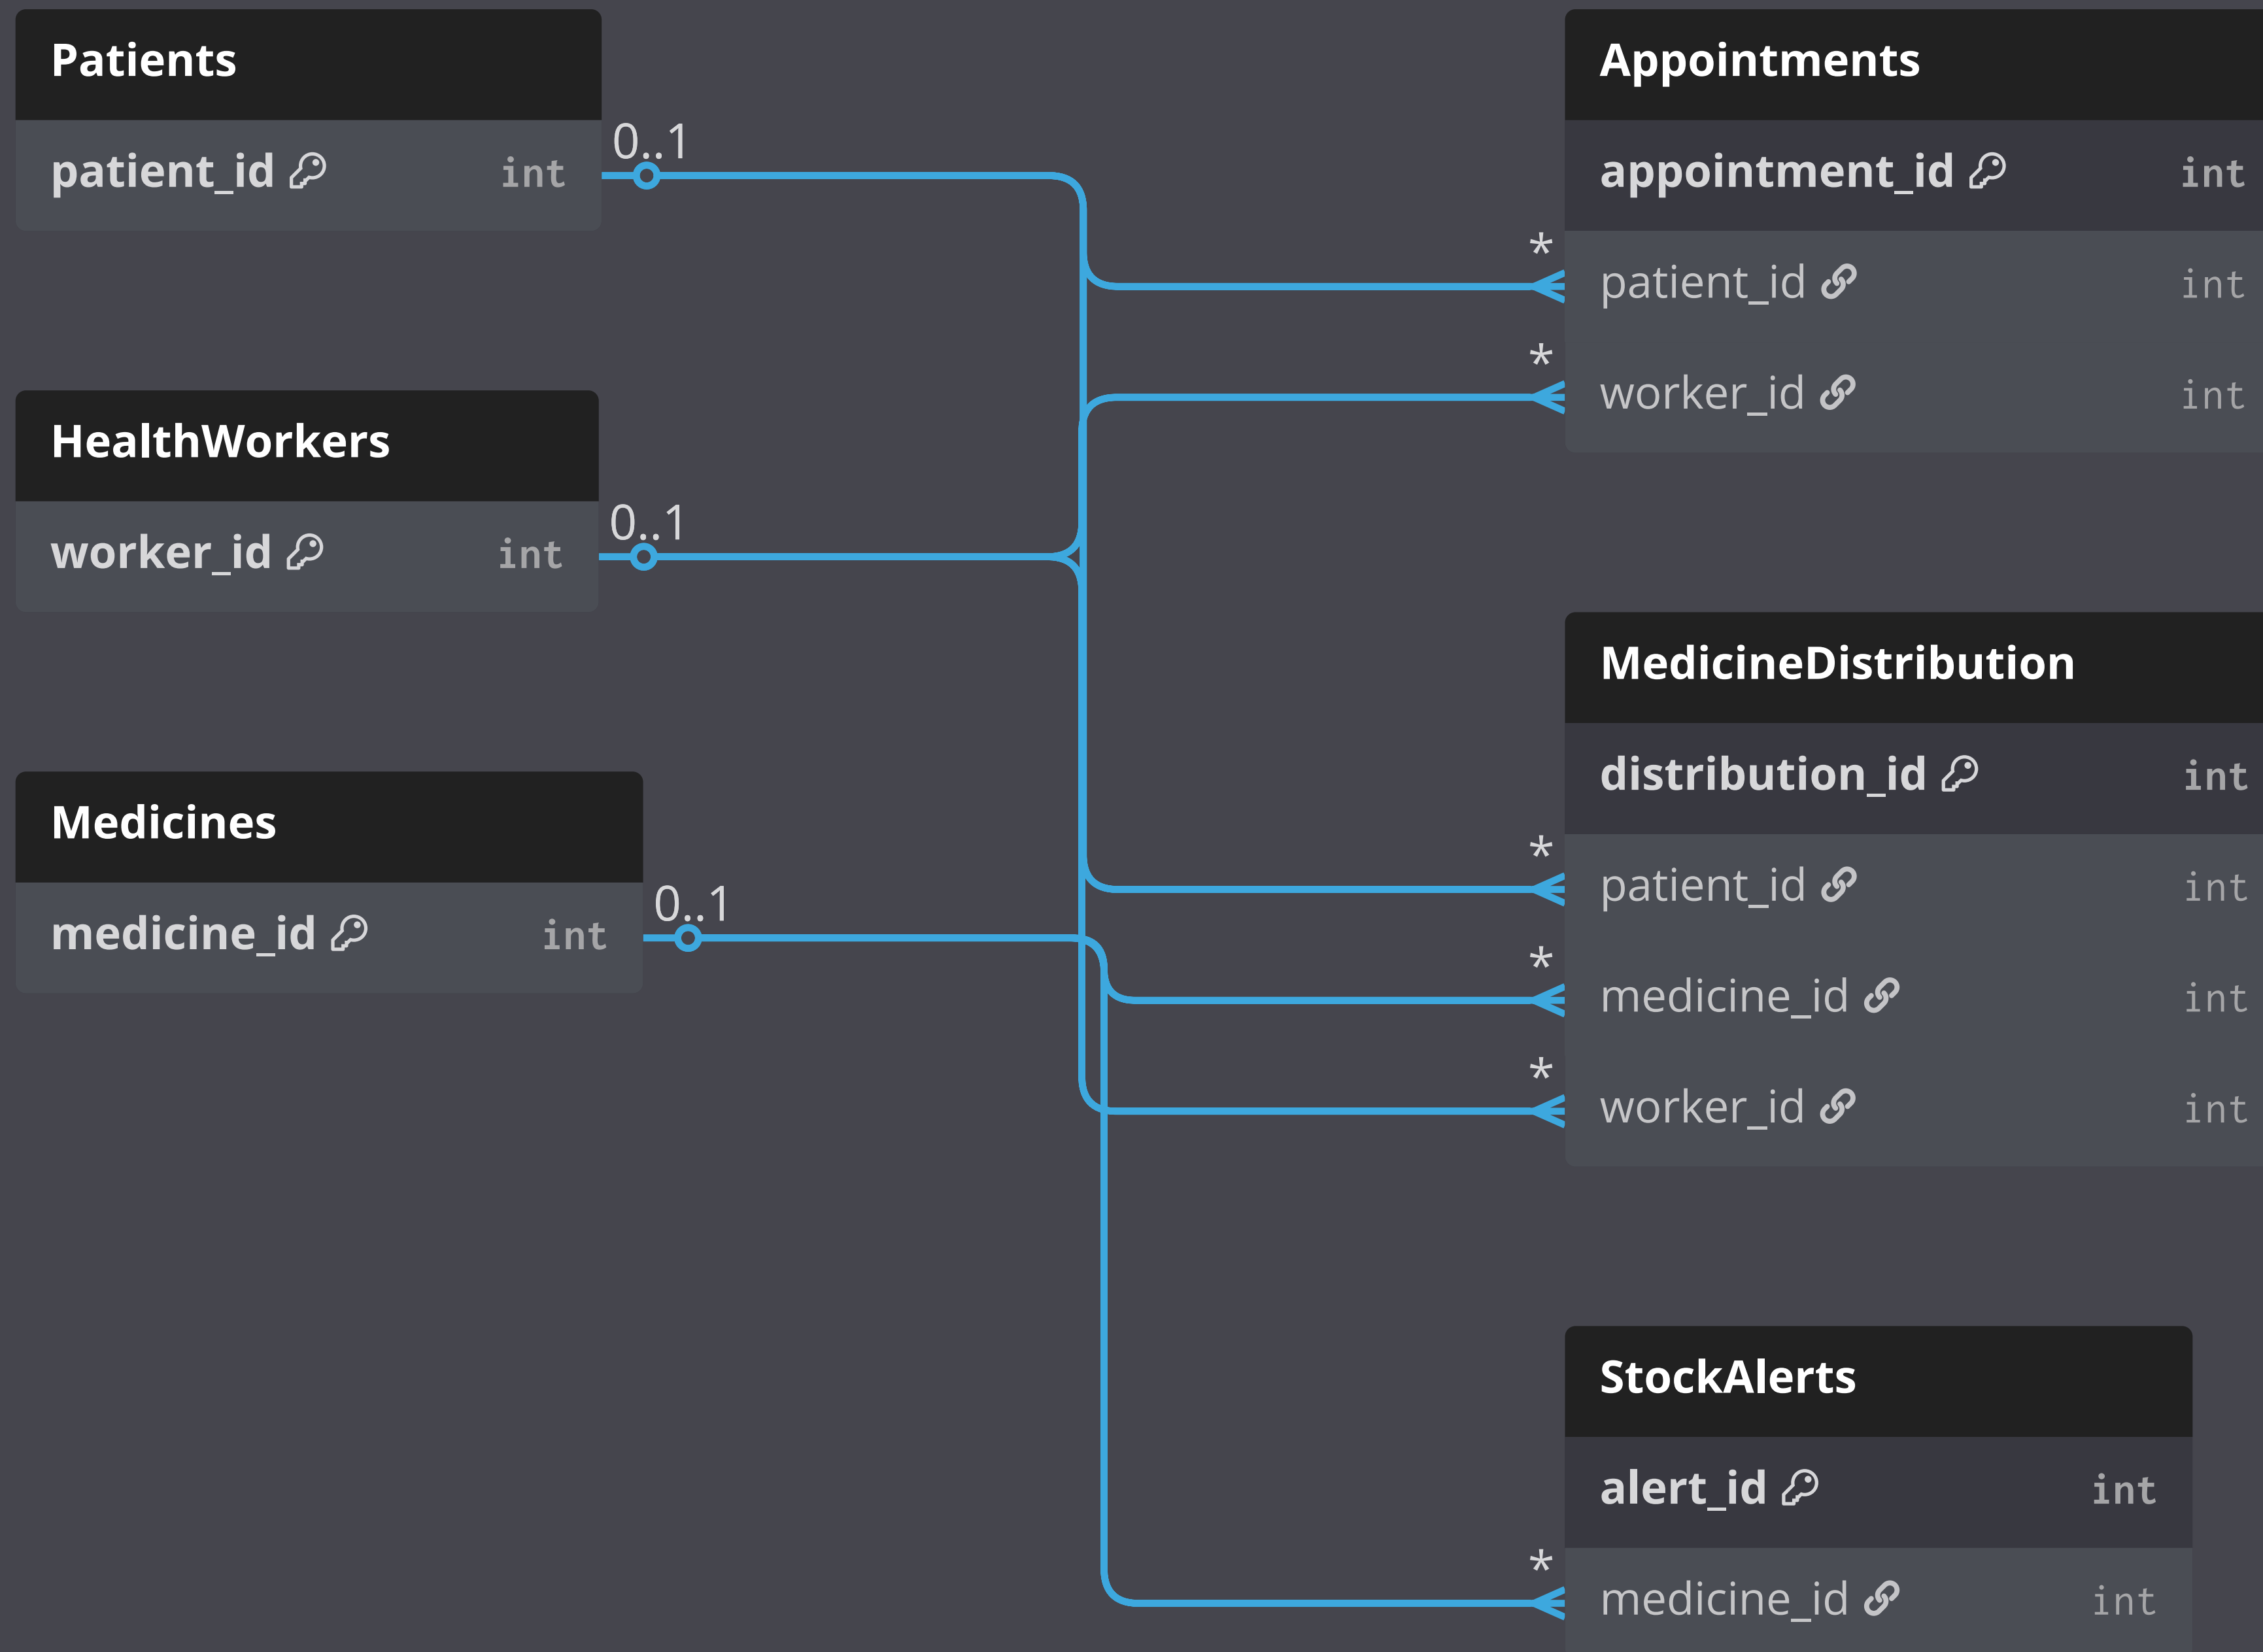 Patients
patient_id int
0..1
HealthWorkers
worker_id int
0..1
Medicines
medicine_id int
0..1
Appointments
appointment_id int
*
patient_id int
*
worker_id int
MedicineDistribution
distribution_id int
*
patient_id int
*
medicine_id int
*
worker_id int
StockAlerts
alert_id int
*
medicine_id int